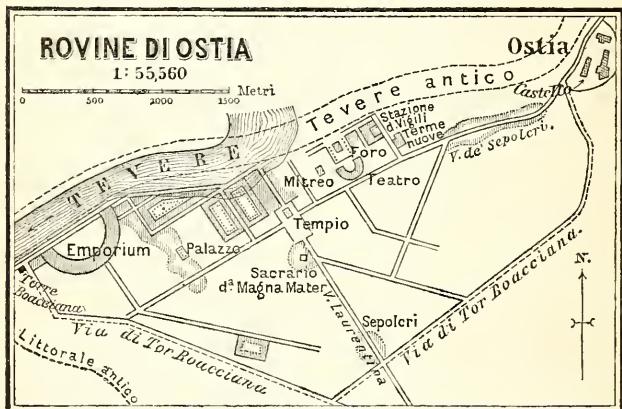 ROVINE DI OSTIA
1:55,560
0 500 1000 1500 Metri
Ostia
Castello
Tevere antico
Stazione
d Vigili
Terme
nuove
Foro
V. de' Sepolcri.
TEVERE
Mitreo
Teatro
Tempio
Emporium
Palazzo
Sacrario
dª Magna Mater
V. Laurentina
Sepolcri
Torre
Boacciana
Via di Tor Boacciana
Via di Tor Boacciana.
Littorale antico
N.